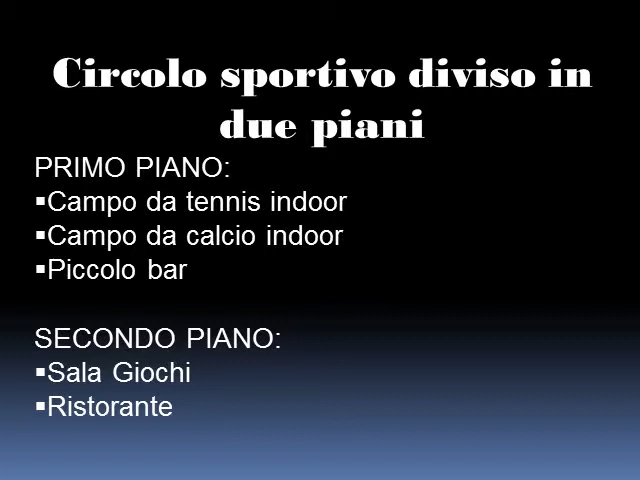 Circolo sportivo diviso in
due piani
PRIMO PIANO:
▪Campo da tennis indoor
▪Campo da calcio indoor
▪Piccolo bar
SECONDO PIANO:
▪Sala Giochi
▪Ristorante